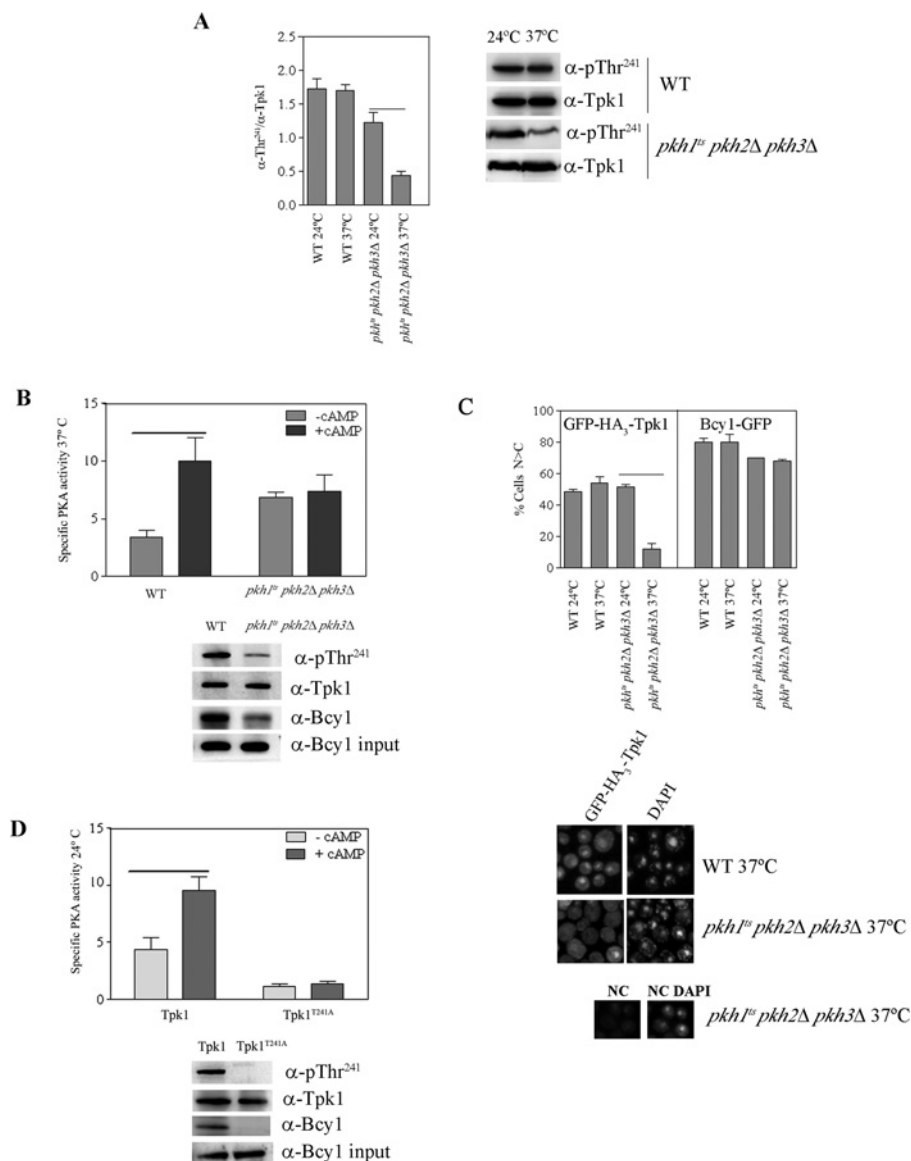 A
2.5
2.0
1.5
1.0
0.5
0.0
α-Thr²⁴¹/α-Tpk1
WT 24ºC
WT 37ºC
pkhᵗˢ pkh2Δ pkh3Δ 24ºC
pkhᵗˢ pkh2Δ pkh3Δ 37ºC
24ºC 37ºC
α-pThr²⁴¹
α-Tpk1
WT
α-pThr²⁴¹
α-Tpk1
pkh1ᵗˢ pkh2Δ pkh3Δ
B
Specific PKA activity 37º C
15
10
5
0
-cAMP
+cAMP
WT
pkh1ᵗˢ pkh2Δ pkh3Δ
WT pkh1ᵗˢ pkh2Δ pkh3Δ
α-pThr²⁴¹
α-Tpk1
α-Bcy1
α-Bcy1 input
C
% Cells N>C
100
80
60
40
20
0
GFP-HA₃-Tpk1
Bcy1-GFP
WT 24ºC
WT 37ºC
pkhᵗˢ pkh2Δ pkh3Δ 24ºC
pkhᵗˢ pkh2Δ pkh3Δ 37ºC
WT 24ºC
WT 37ºC
pkhᵗˢ pkh2Δ pkh3Δ 24ºC
pkhᵗˢ pkh2Δ pkh3Δ 37ºC
GFP-HA₃-Tpk1
DAPI
WT 37ºC
pkh1ᵗˢ pkh2Δ pkh3Δ 37ºC
NC NC DAPI
pkh1ᵗˢ pkh2Δ pkh3Δ 37ºC
D
Specific PKA activity 24º C
15
10
5
0
- cAMP
+ cAMP
Tpk1
Tpk1ᵀ²⁴¹ᴬ
Tpk1 Tpk1ᵀ²⁴¹ᴬ
α-pThr²⁴¹
α-Tpk1
α-Bcy1
α-Bcy1 input